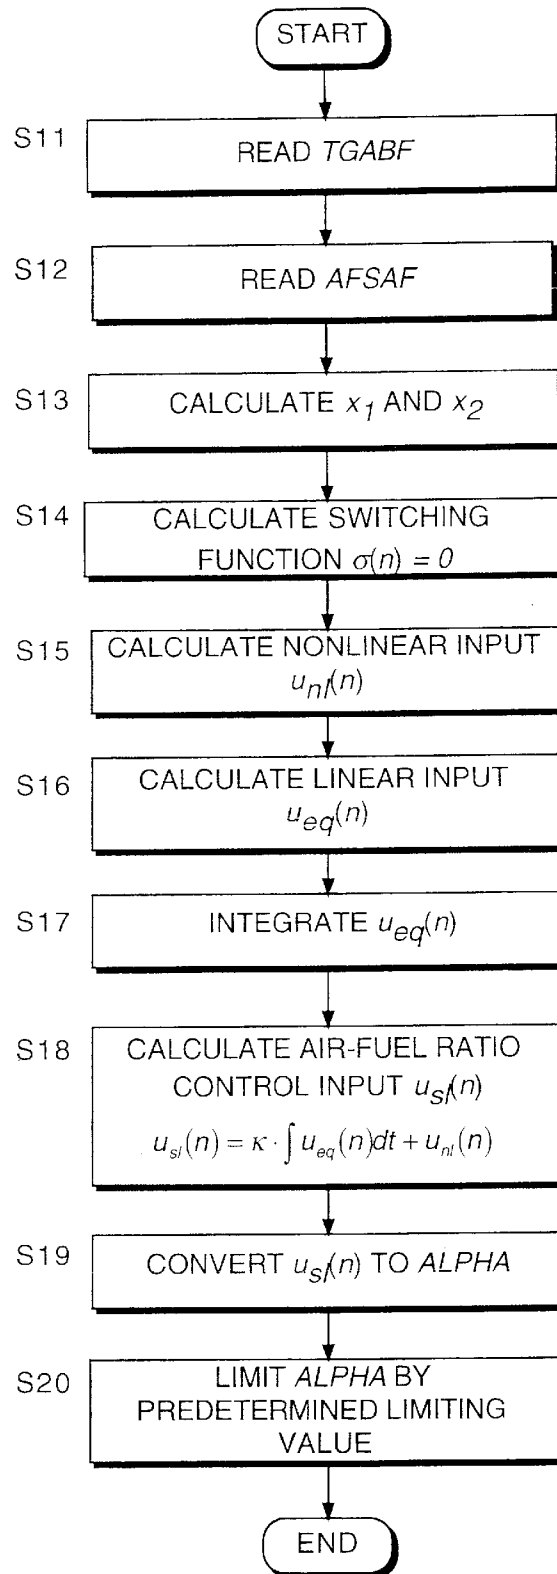 START
S11
READ TGABF
S12
READ AFSAF
S13
CALCULATE x1 AND x2
S14
CALCULATE SWITCHING
FUNCTION σ(n) = 0
S15
CALCULATE NONLINEAR INPUT
unl(n)
S16
CALCULATE LINEAR INPUT
ueq(n)
S17
INTEGRATE ueq(n)
S18
CALCULATE AIR-FUEL RATIO
CONTROL INPUT usl(n)
usl(n) = κ · ∫ ueq(n)dt + unl(n)
S19
CONVERT usl(n) TO ALPHA
S20
LIMIT ALPHA BY
PREDETERMINED LIMITING
VALUE
END